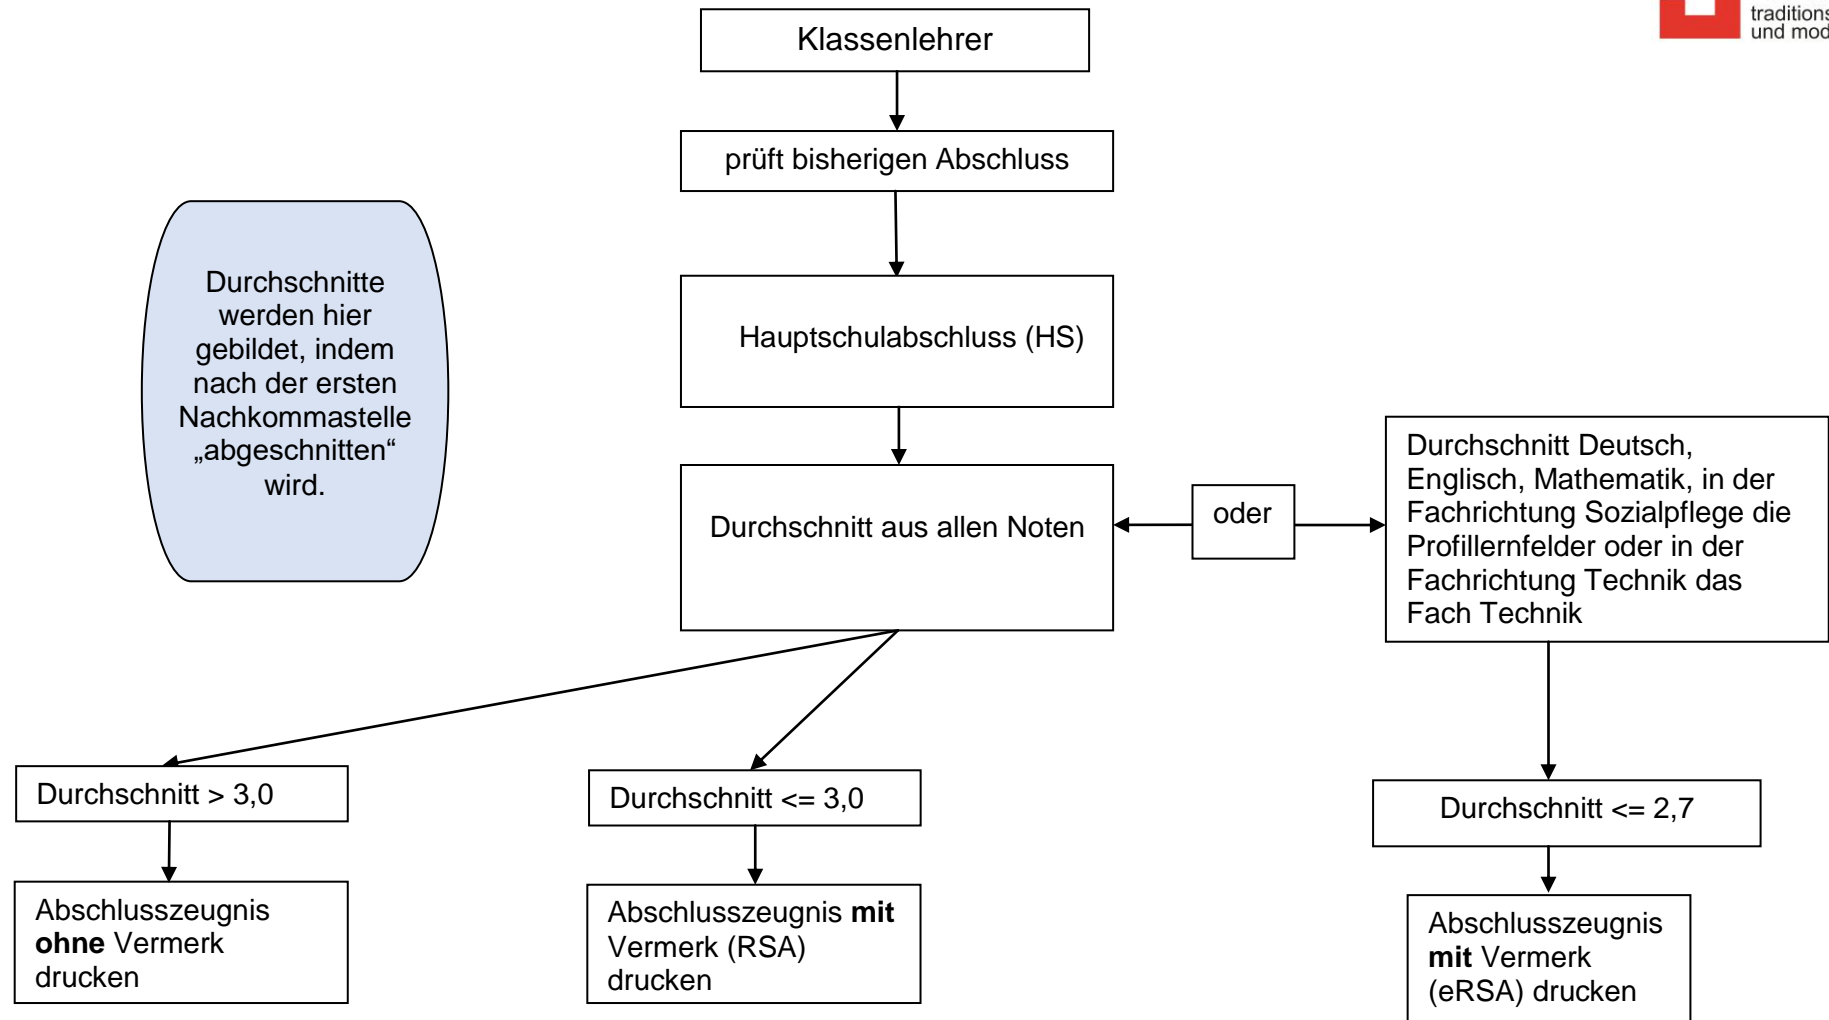 traditions
und mod
Klassenlehrer
prüft bisherigen Abschluss
Durchschnitte
werden hier
gebildet, indem
nach der ersten
Nachkommastelle
„abgeschnitten“
wird.
Hauptschulabschluss (HS)
Durchschnitt aus allen Noten
oder
Durchschnitt Deutsch,
Englisch, Mathematik, in der
Fachrichtung Sozialpflege die
Profillernfelder oder in der
Fachrichtung Technik das
Fach Technik
Durchschnitt > 3,0
Durchschnitt <= 3,0
Durchschnitt <= 2,7
Abschlusszeugnis
ohne Vermerk
drucken
Abschlusszeugnis mit
Vermerk (RSA)
drucken
Abschlusszeugnis
mit Vermerk
(eRSA) drucken